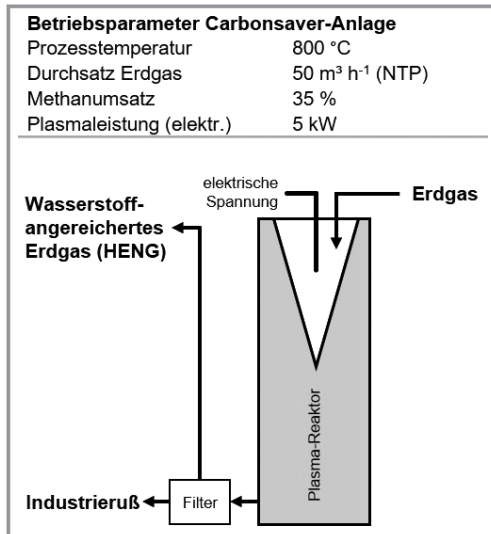 Betriebsparameter Carbonsaver-Anlage
Prozesstemperatur 800 °C
Durchsatz Erdgas 50 m³ h⁻¹ (NTP)
Methanumsatz 35 %
Plasmaleistung (elektr.) 5 kW
elektrische
Spannung
Erdgas
Wasserstoff-
angereichertes
Erdgas (HENG)
Plasma-Reaktor
Industrieruß
Filter